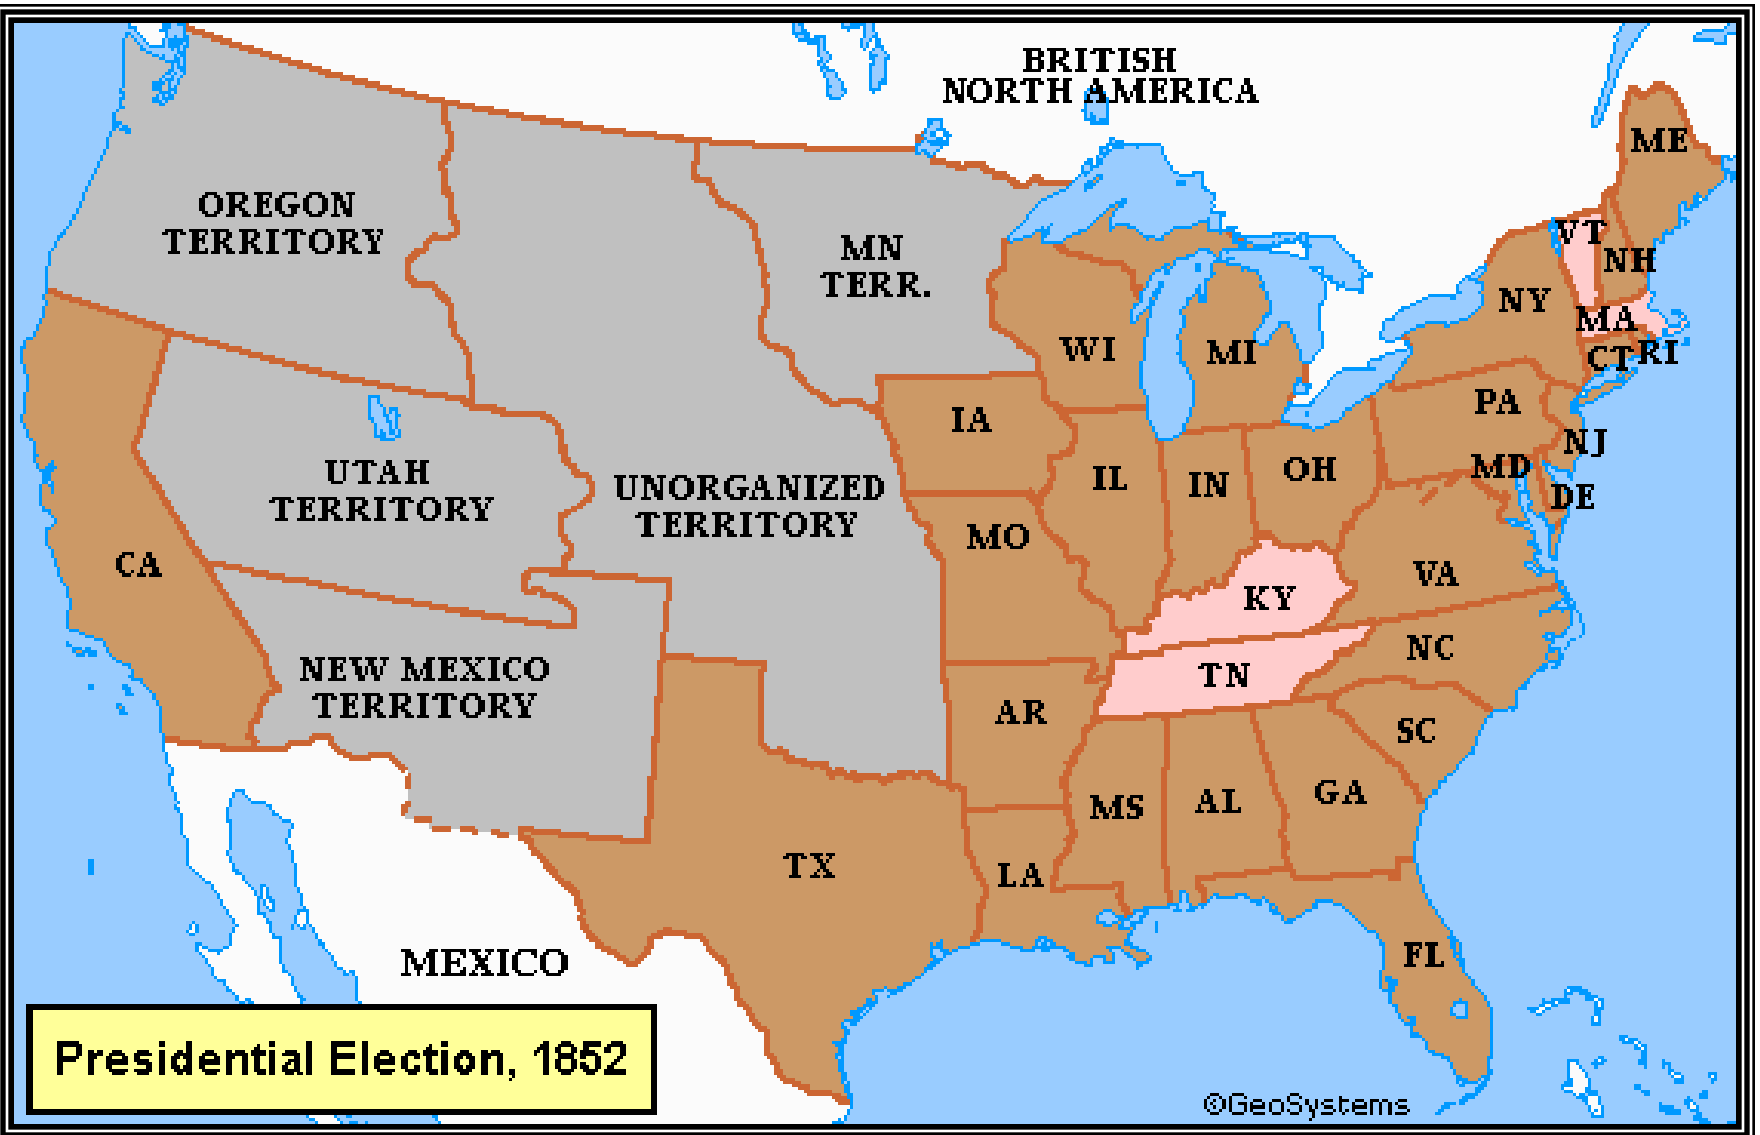 BRITISH
NORTH AMERICA
ME
OREGON
TERRITORY
VT
MN
TERR.
NH
NY
MA
WI
MI
CT
RI
IA
PA
NJ
UTAH
TERRITORY
UNORGANIZED
TERRITORY
IL
IN
OH
MD
DE
MO
CA
VA
KY
NEW MEXICO
TERRITORY
NC
TN
AR
SC
MS
AL
GA
TX
LA
FL
MEXICO
Presidential Election, 1852
©GeoSystems